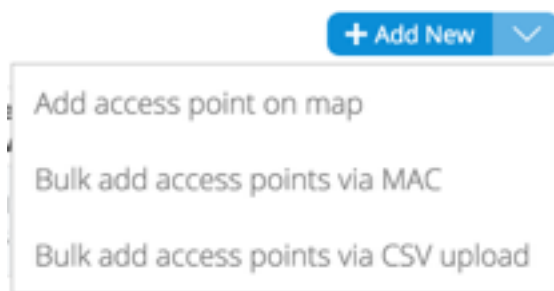 + Add New
Add access point on map
Bulk add access points via MAC
Bulk add access points via CSV upload